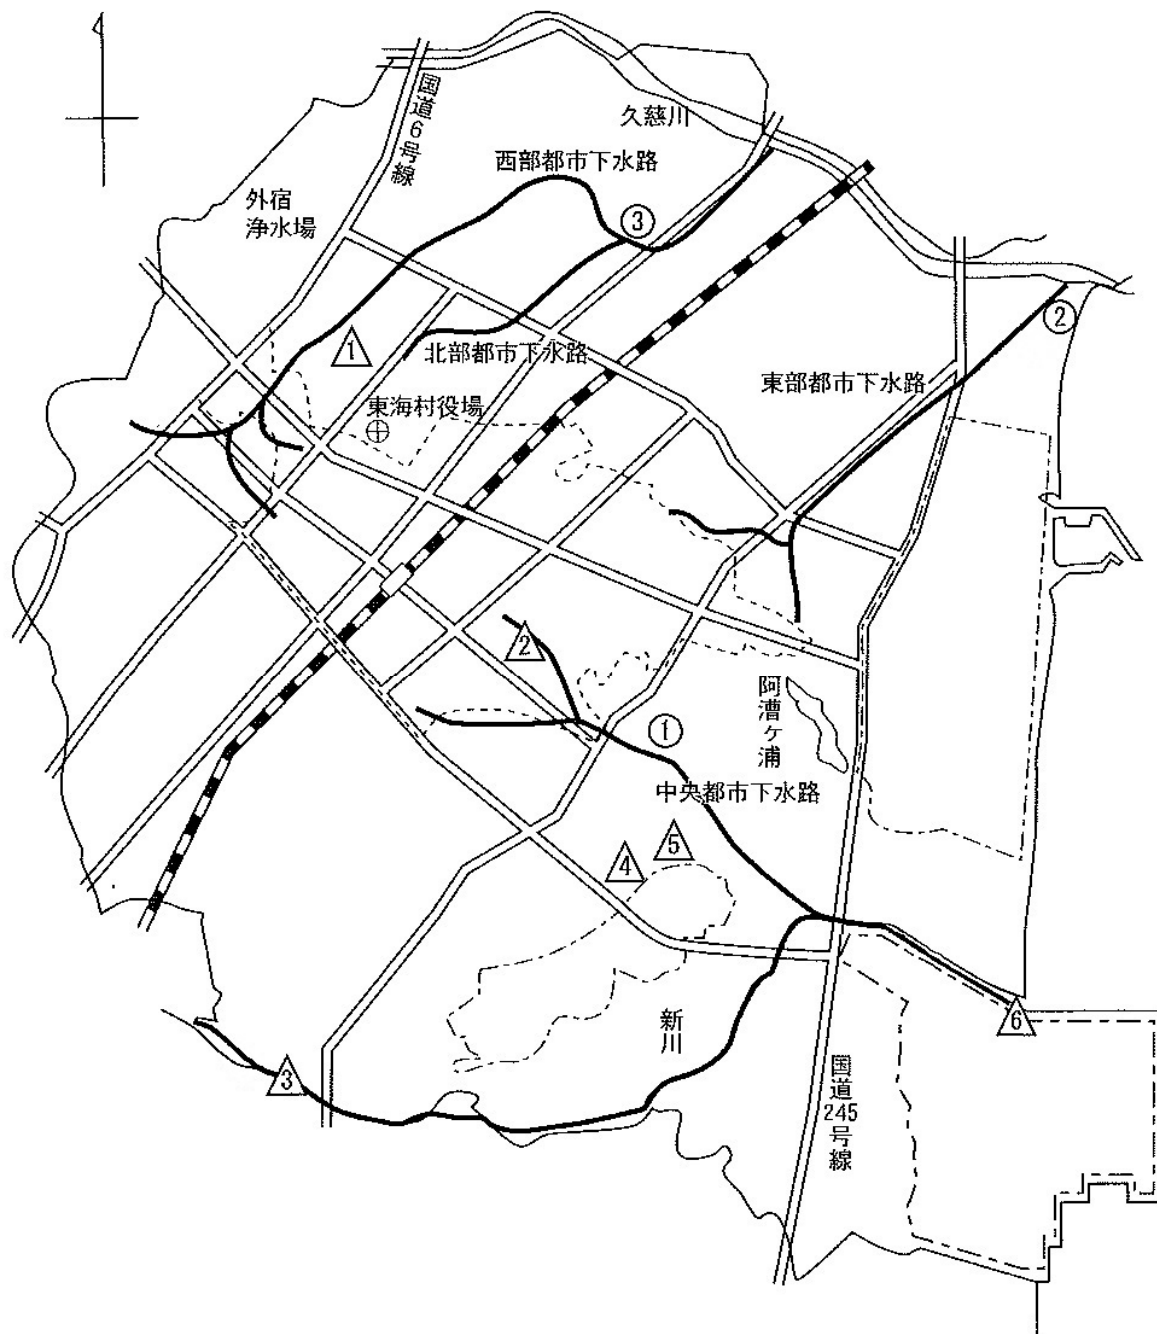 国道6号線
久慈川
西部都市下水路
外宿
浄水場
③
②
△1
北部都市下水路
東部都市下水路
東海村役場
△2
阿漕ヶ浦
①
中央都市下水路
△5
△4
新川
△6
△3
国道
245
号線